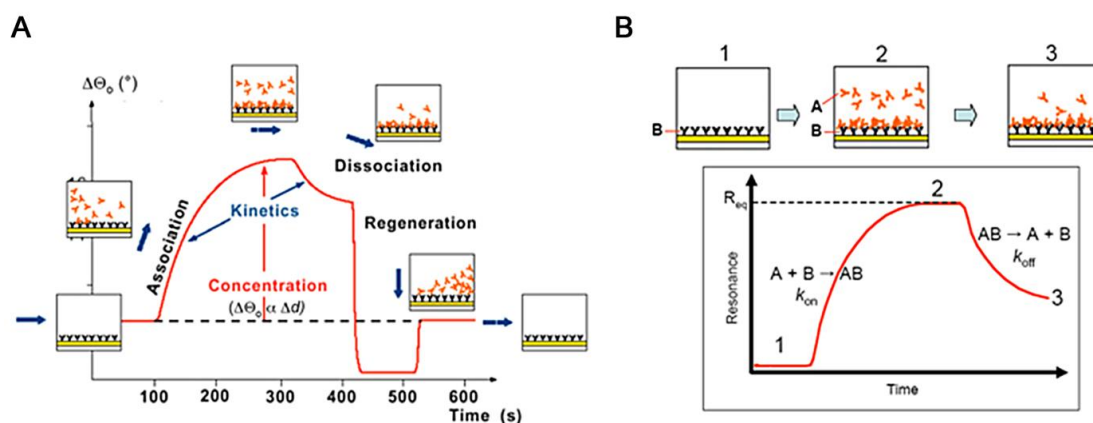 A
ΔΘₒ (°)
Association
Kinetics
Dissociation
Regeneration
Concentration
(ΔΘₒ ∝ Δd)
100 200 300 400 500 600
Time (s)
B
1 2 3
A
B
B
Rₑq
2
A + B → AB
kₒₙ
AB → A + B
kₒff
1
3
Resonance
Time